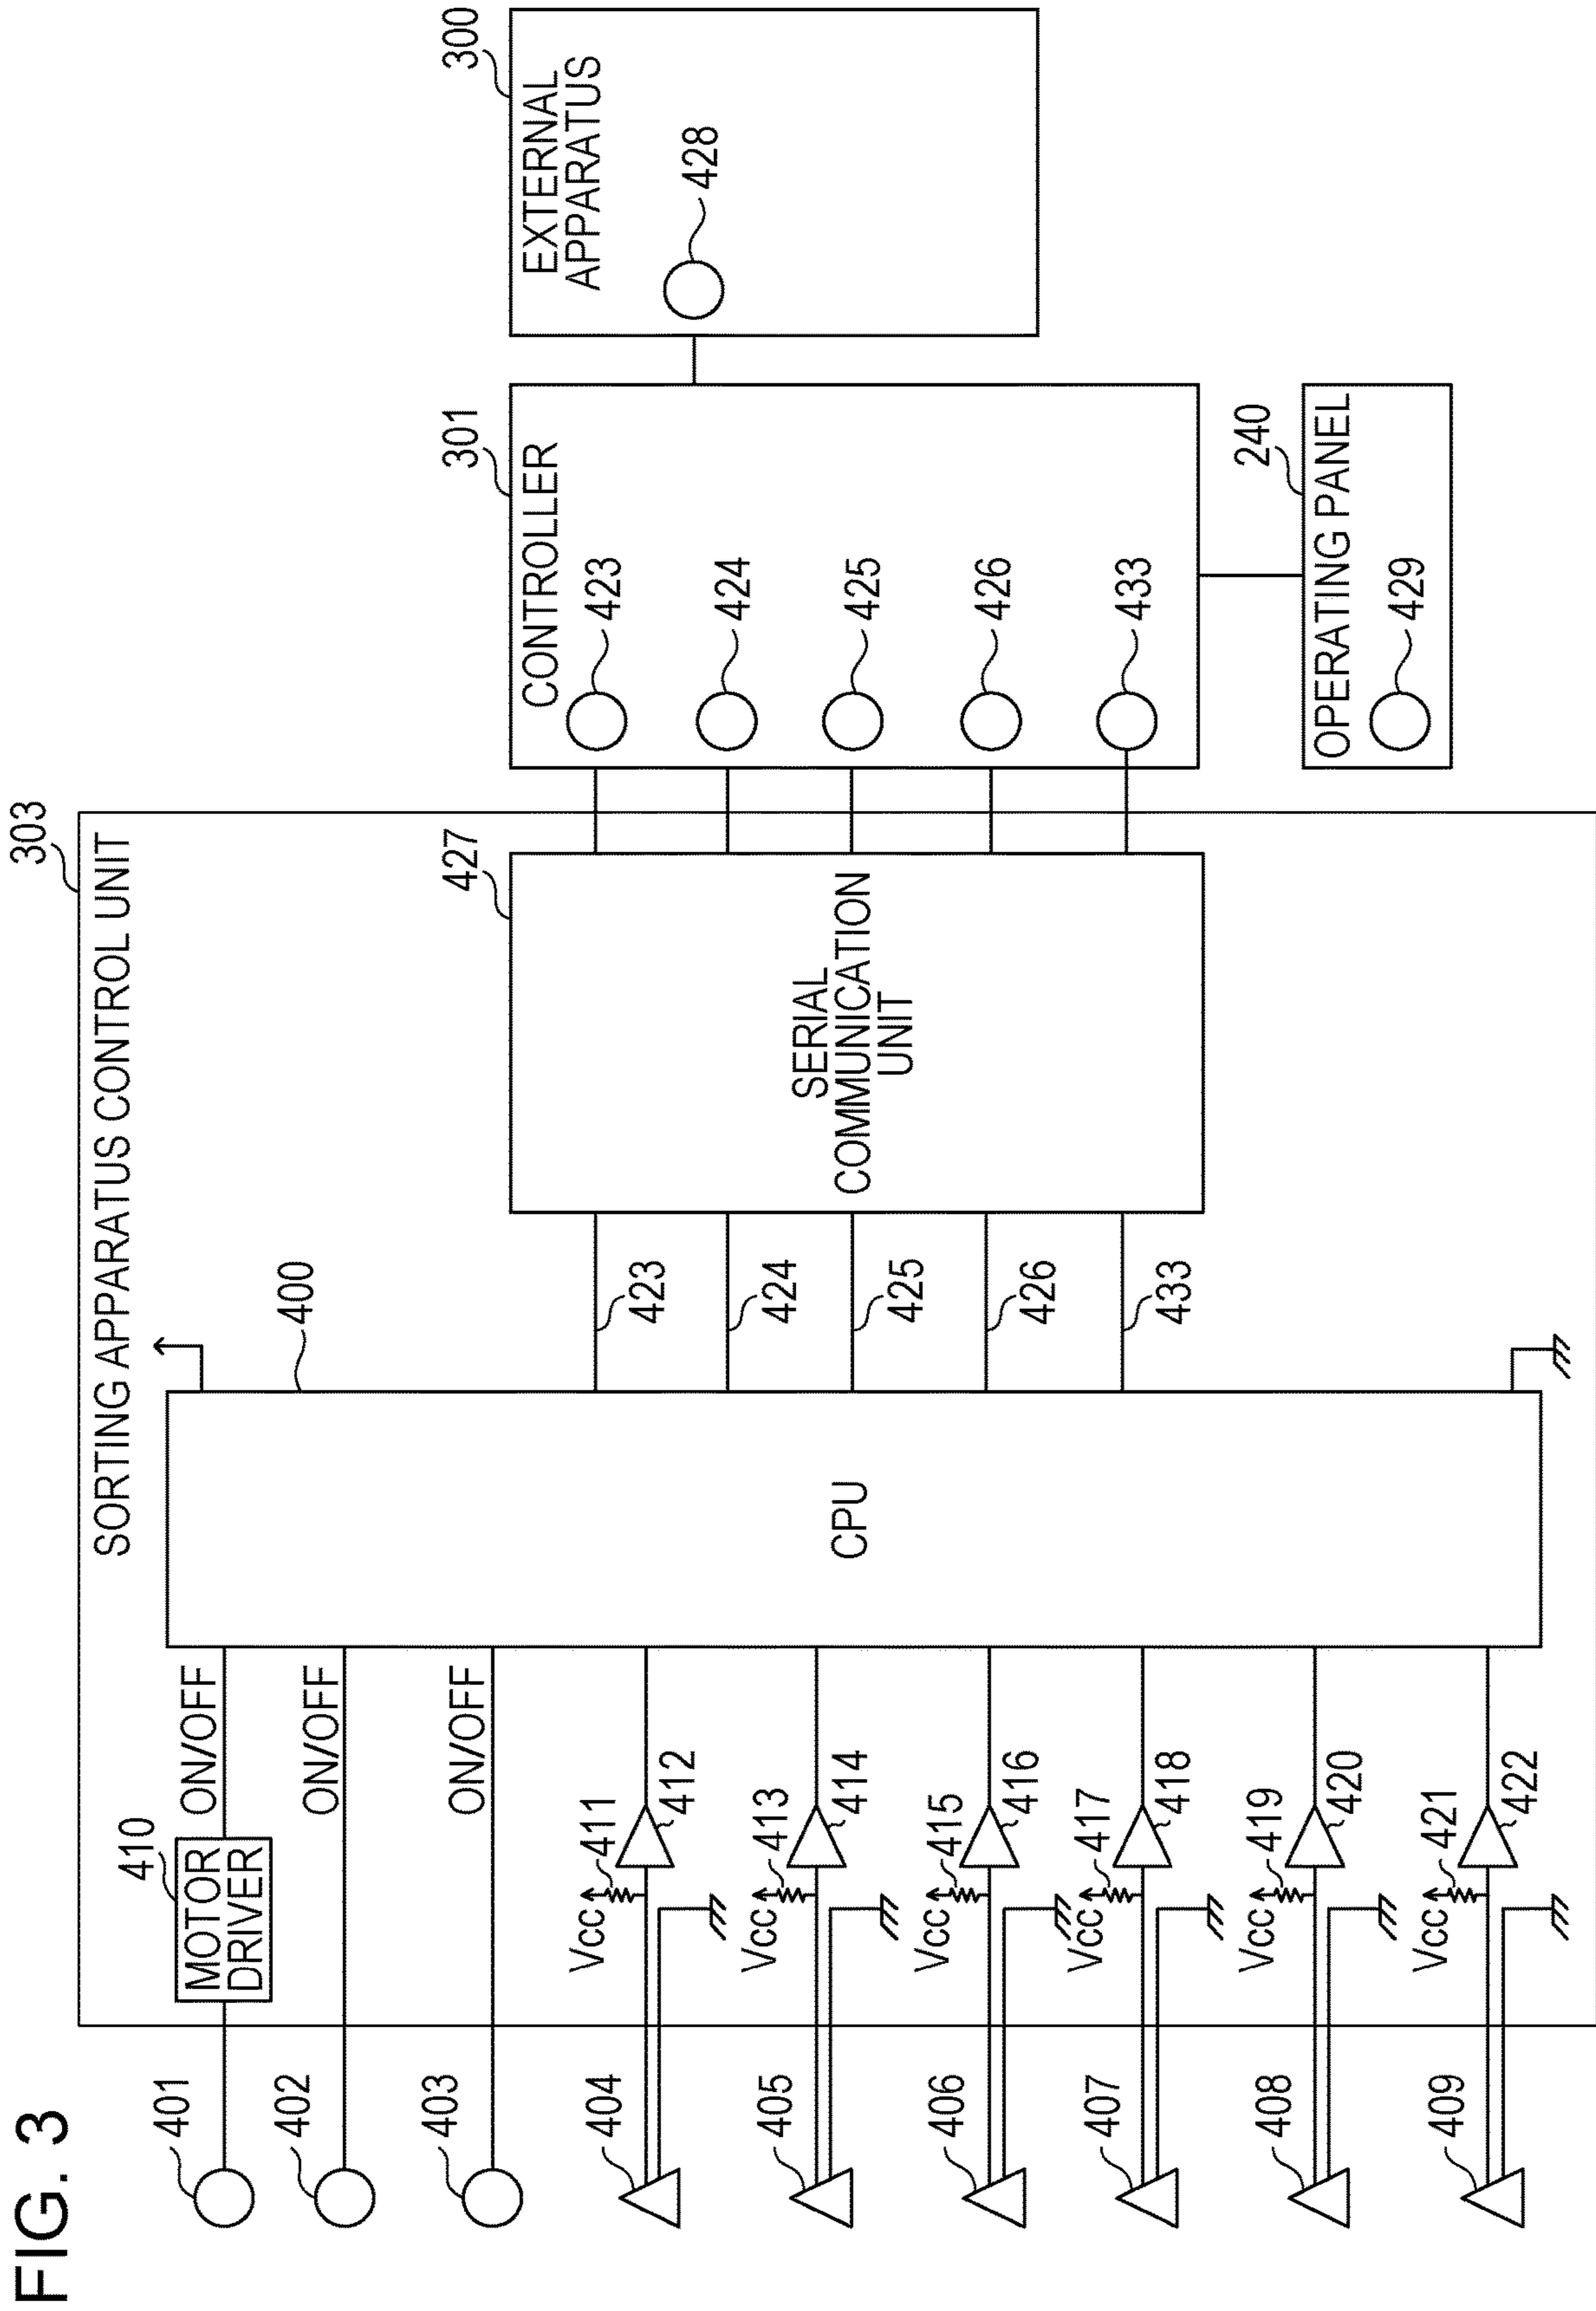 FIG. 3
303
SORTING APPARATUS CONTROL UNIT
401
410
MOTOR
DRIVER
ON/OFF
402
ON/OFF
403
ON/OFF
404
Vcc
411
412
405
Vcc
413
414
406
Vcc
415
416
407
Vcc
417
418
408
Vcc
419
420
409
Vcc
421
422
400
CPU
423
424
425
426
433
427
SERIAL
COMMUNICATION
UNIT
301
CONTROLLER
423
424
425
426
433
300
EXTERNAL
APPARATUS
428
240
OPERATING PANEL
429